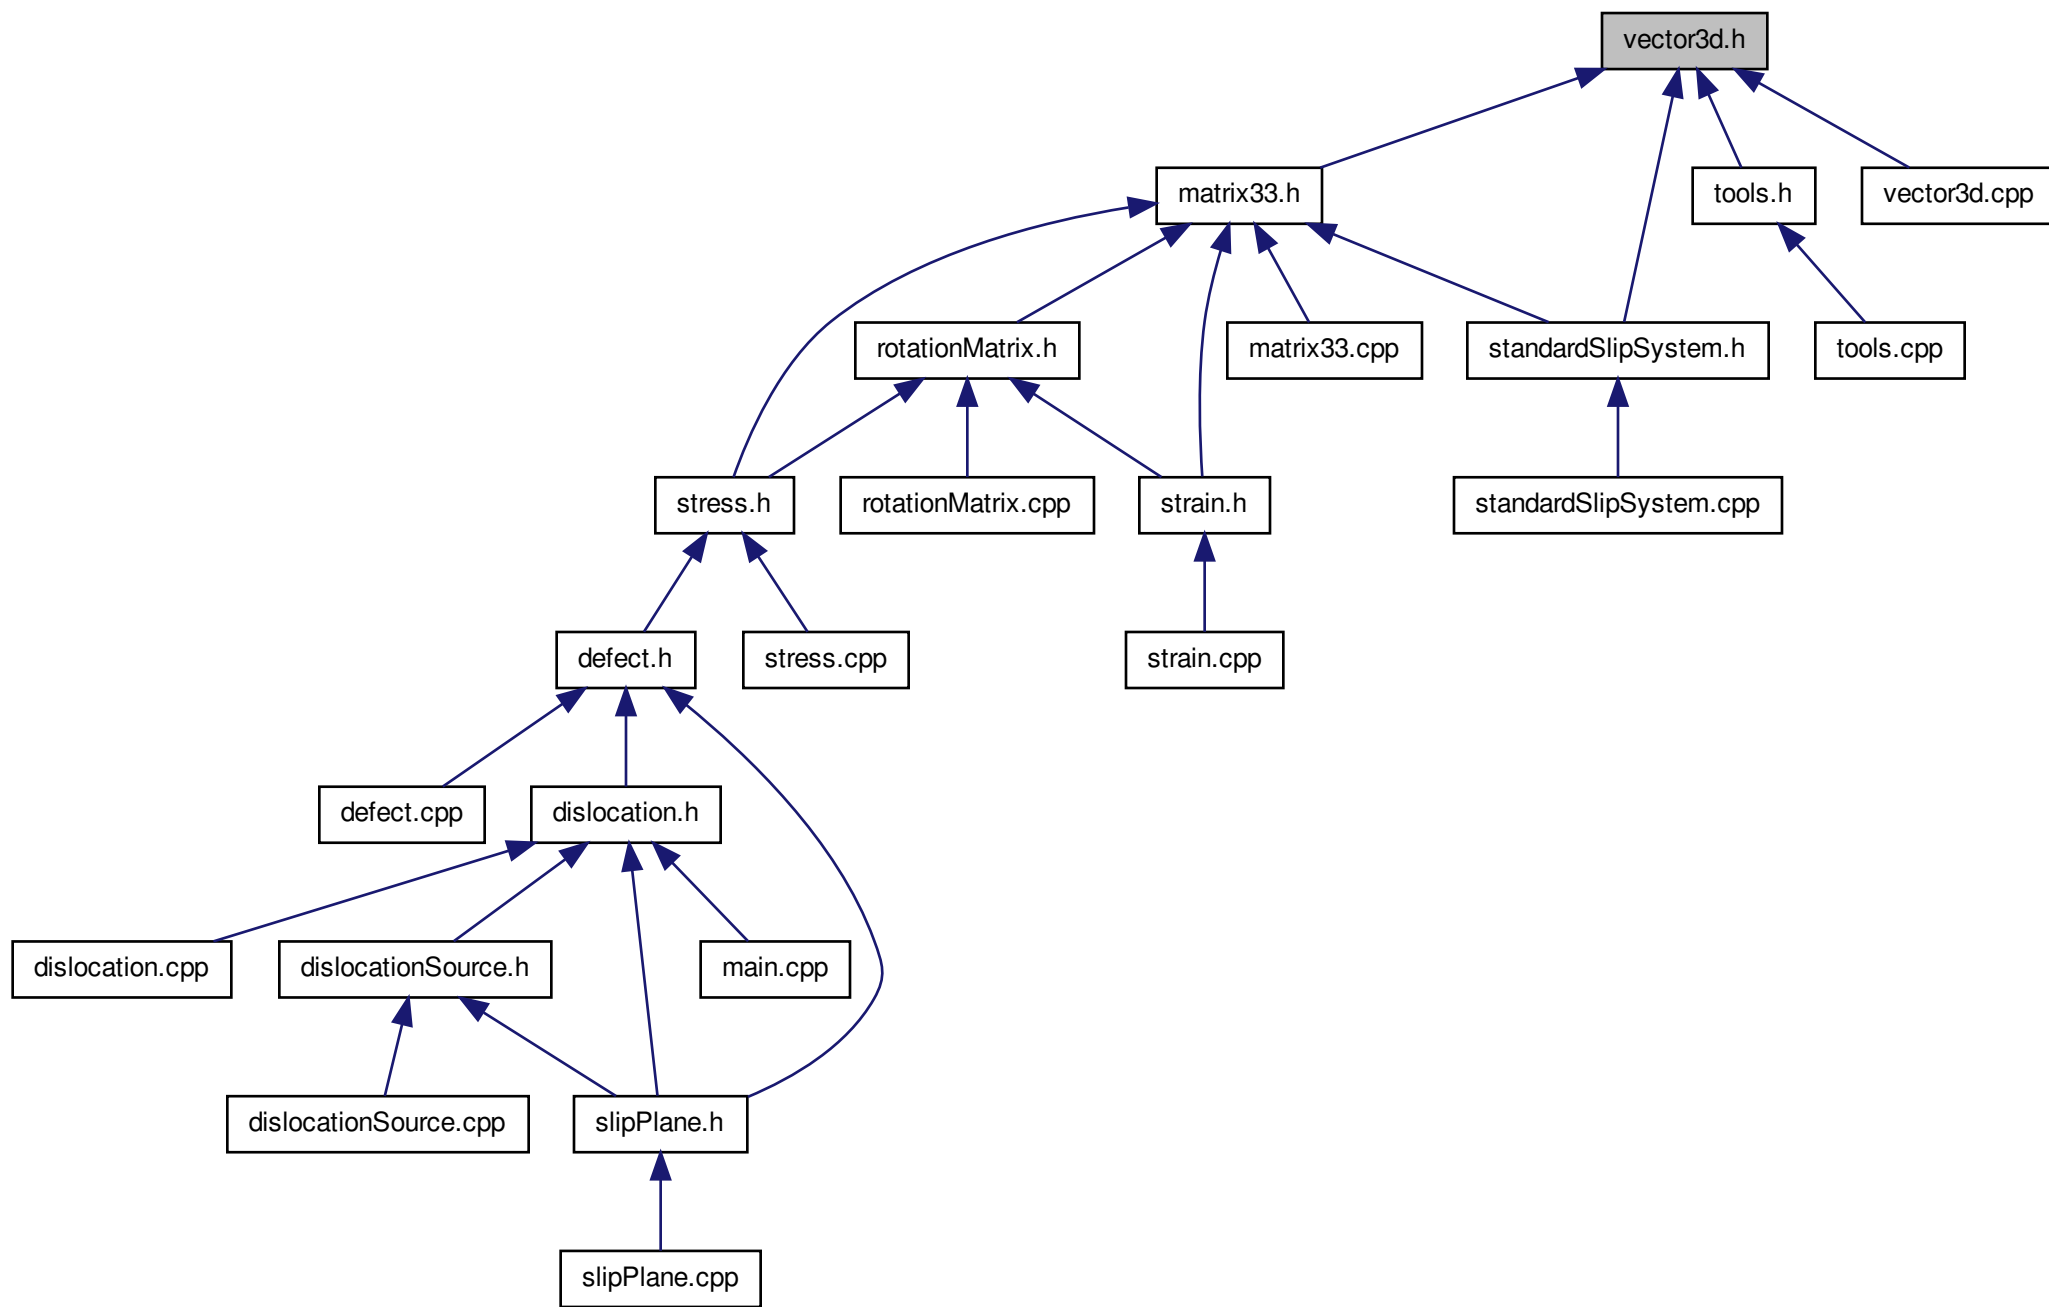 vector3d.h
matrix33.h
tools.h
vector3d.cpp
rotationMatrix.h
matrix33.cpp
standardSlipSystem.h
tools.cpp
stress.h
rotationMatrix.cpp
strain.h
standardSlipSystem.cpp
defect.h
stress.cpp
strain.cpp
defect.cpp
dislocation.h
dislocation.cpp
dislocationSource.h
main.cpp
dislocationSource.cpp
slipPlane.h
slipPlane.cpp